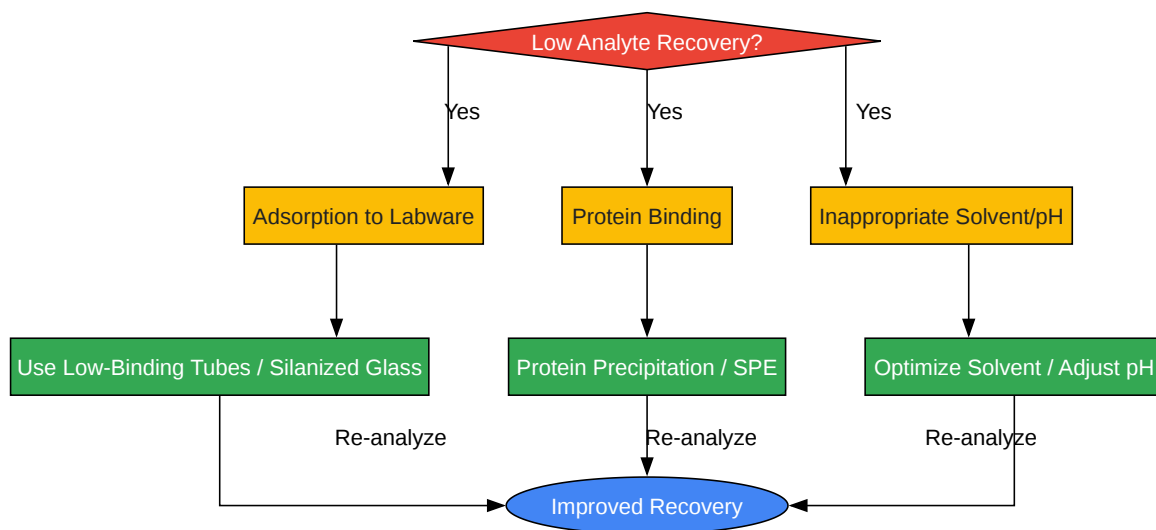 Low Analyte Recovery?
Yes
Yes
Yes
Adsorption to Labware
Protein Binding
Inappropriate Solvent/pH
Use Low-Binding Tubes / Silanized Glass
Protein Precipitation / SPE
Optimize Solvent / Adjust pH
Re-analyze
Re-analyze
Re-analyze
Improved Recovery